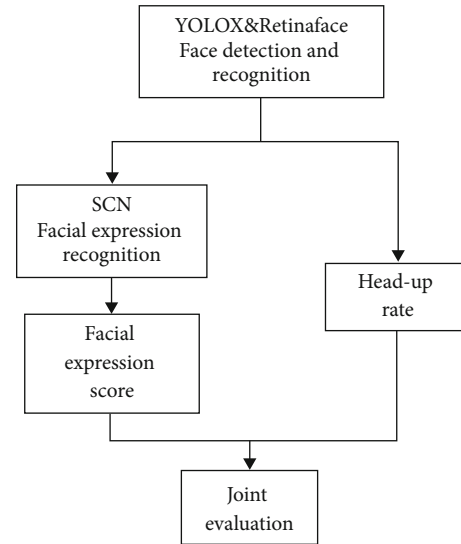 YOLOX&Retinaface
Face detection and
recognition
SCN
Facial expression
recognition
Head-up
rate
Facial
expression
score
Joint
evaluation